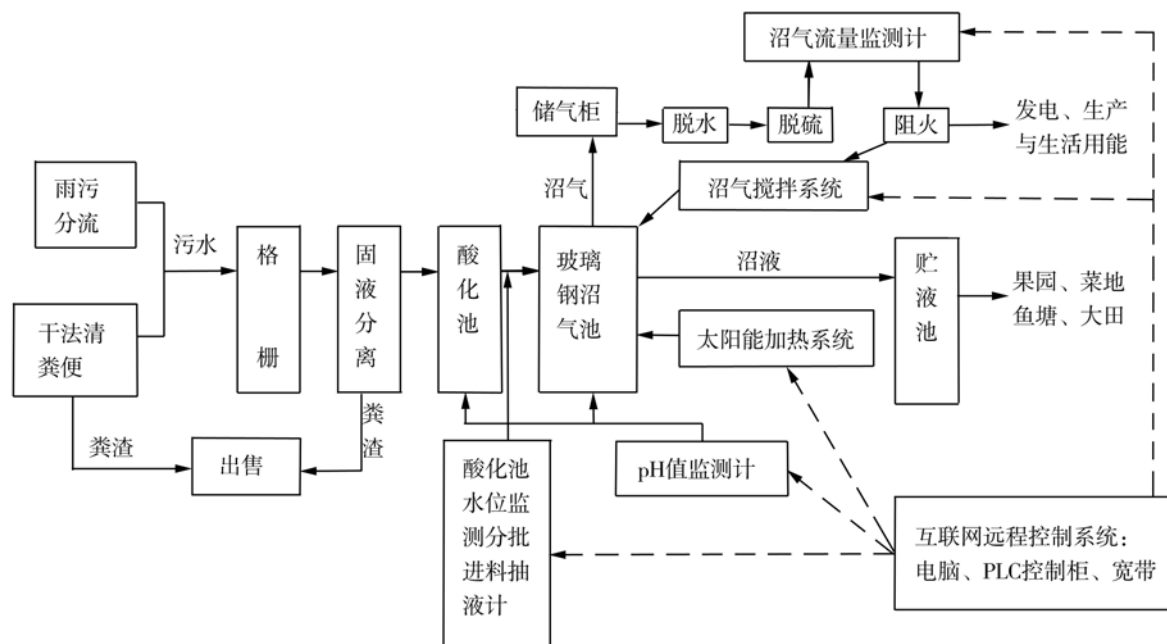 沼气流量监测计
储气柜
脱水
脱硫
阻火
发电、生产
与生活用能
雨污
分流
沼气
沼气搅拌系统
污水
格
栅
固
液
分
离
酸
化
池
玻璃
钢沼
气池
沼液
贮
液
池
果园、菜地
鱼塘、大田
干法清
粪便
太阳能加热系统
粪渣
出售
粪
渣
酸化池
水位监
测分批
进料抽
液计
pH值监测计
互联网远程控制系统：
电脑、PLC控制柜、宽带